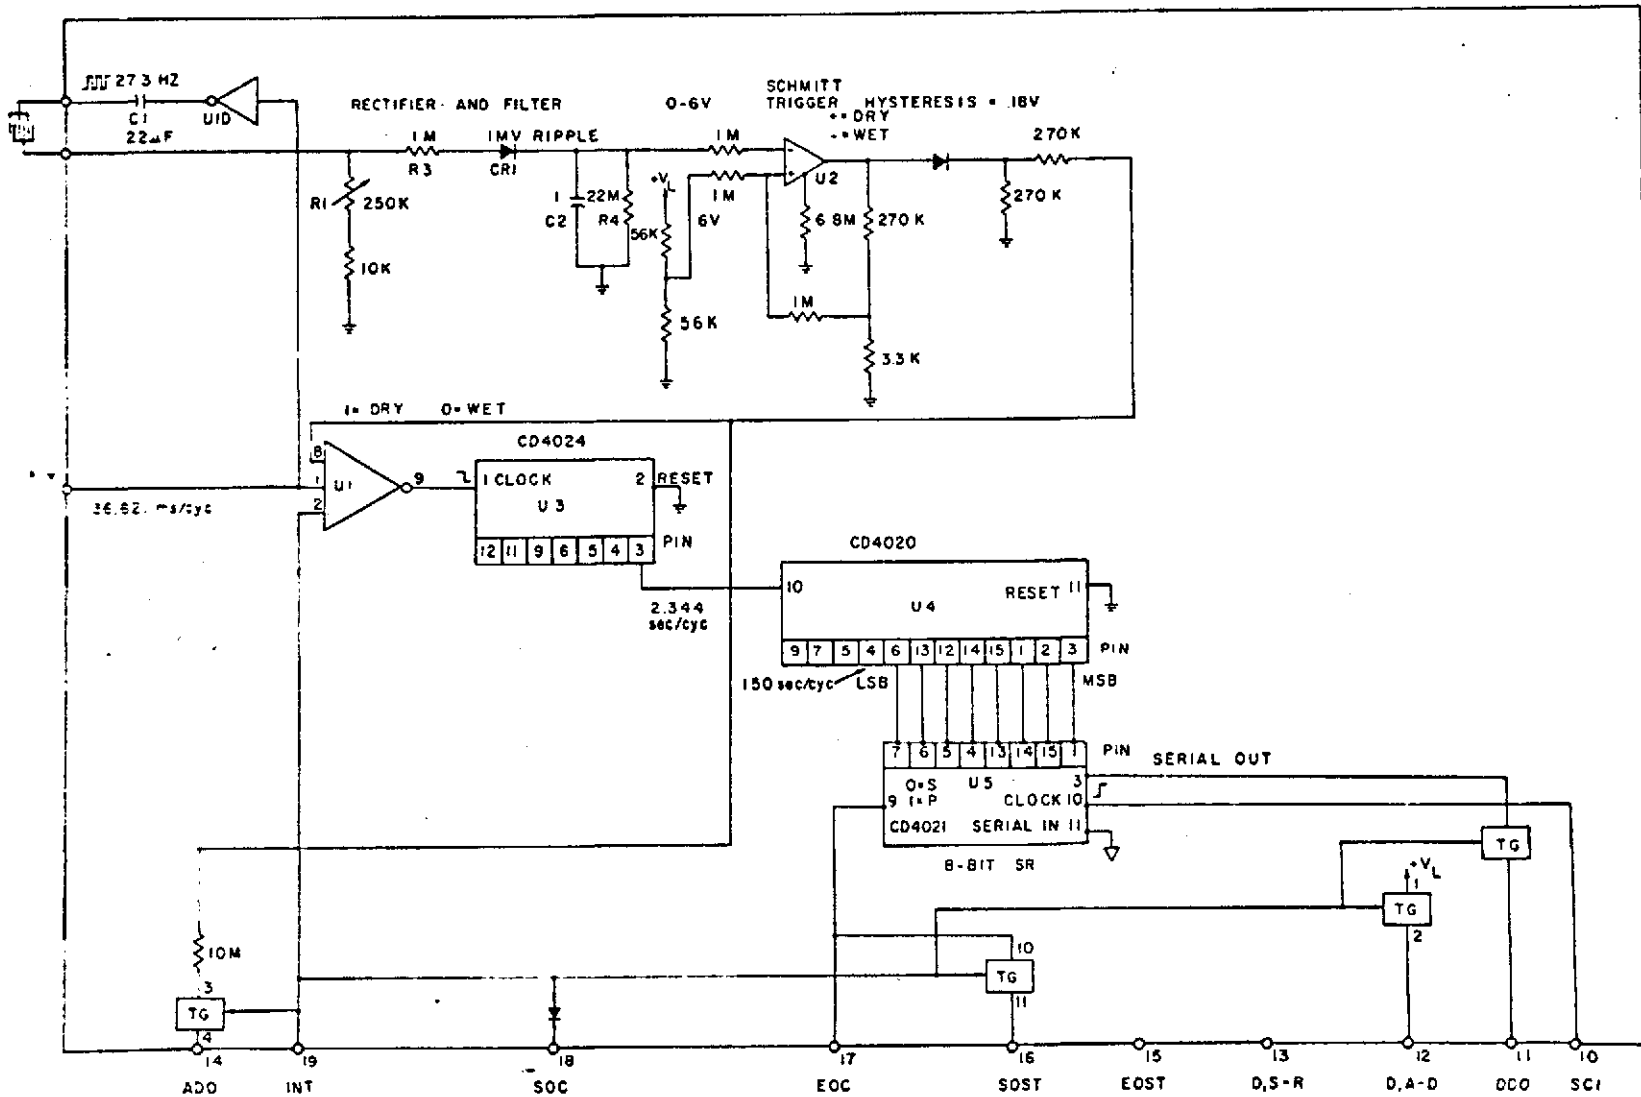 27.3 HZ
C1
22µF
U1D
RECTIFIER AND FILTER
0-6V
SCHMITT
TRIGGER HYSTERESIS = .18V
+= DRY
-= WET
1M
R3
1MV RIPPLE
CR1
1M
1M
U2
270K
270K
R1
250K
10K
1
C2
22M
R4
+VL
56K
6V
6.8M
270K
1M
56K
3.3K
1= DRY 0= WET
8
1
2
U1
9
36.62 ms/cyc
CD4024
1 CLOCK
2 RESET
U3
12 11 9 6 5 4 3 PIN
2.344
sec/cyc
CD4020
10
U4
RESET 11
9 7 5 4 6 13 12 14 15 1 2 3 PIN
150 sec/cyc
LSB
MSB
7 6 5 4 13 14 15 1 PIN
0=S
1=P
U5
3
SERIAL OUT
9
CLOCK 10
CD4021
SERIAL IN 11
8-BIT SR
TG
+VL
1
TG
2
10
TG
11
10M
3
TG
4
14
19
18
17
16
15
13
12
11
10
ADO
INT
SOC
EOC
SOST
EOST
D,S-R
D,A-D
DDO
SCI